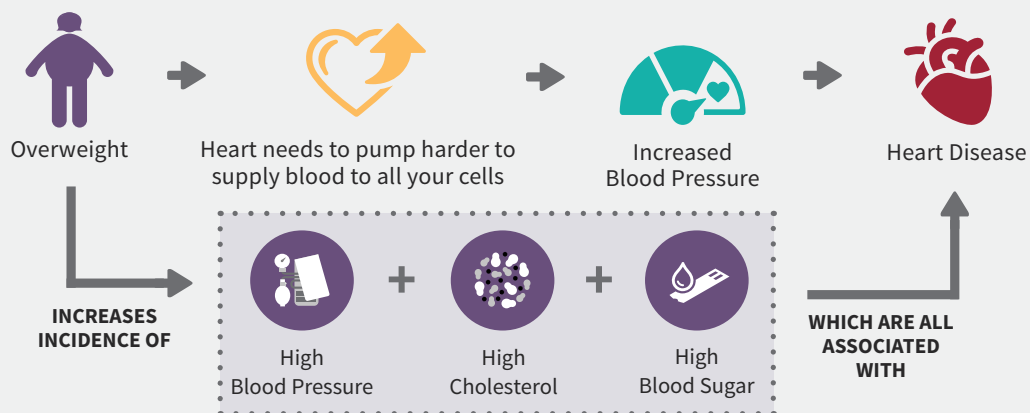 Overweight
Heart needs to pump harder to
supply blood to all your cells
Increased
Blood Pressure
Heart Disease
INCREASES
INCIDENCE OF
High
Blood Pressure
High
Cholesterol
High
Blood Sugar
WHICH ARE ALL
ASSOCIATED
WITH